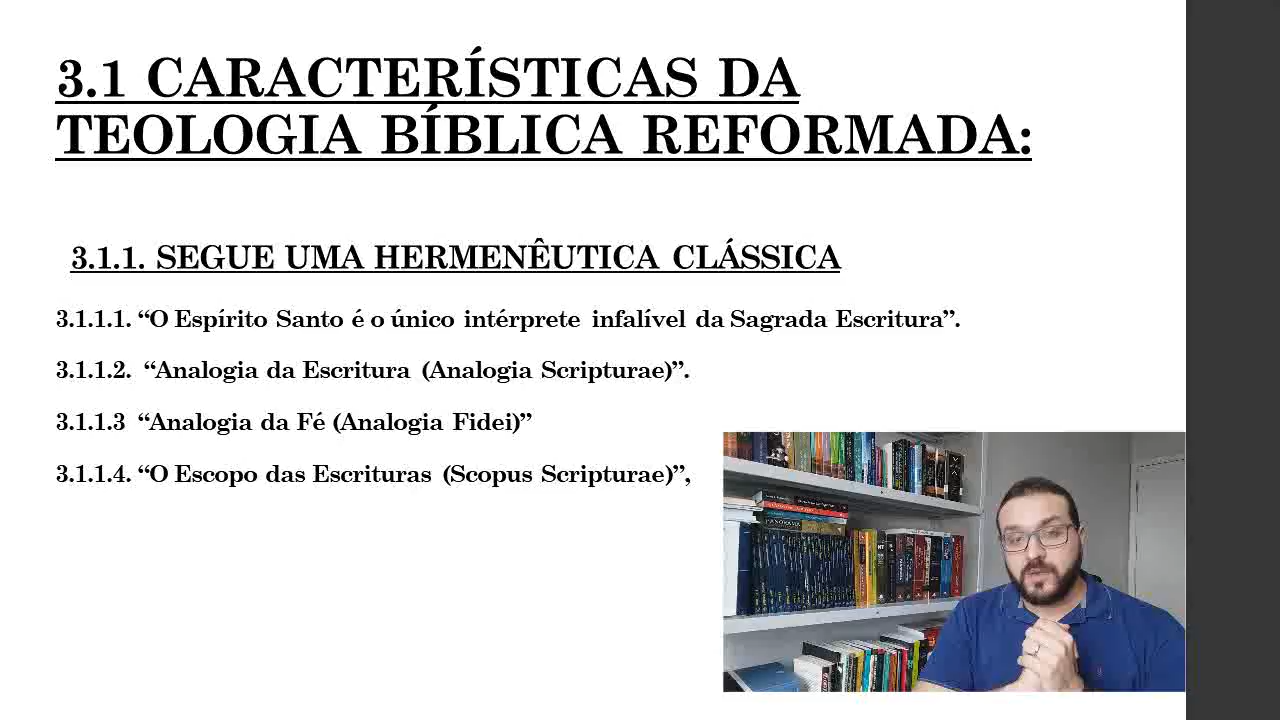 3.1 CARACTERÍSTICAS DA
TEOLOGIA BÍBLICA REFORMADA:
3.1.1. SEGUE UMA HERMENÊUTICA CLÁSSICA
3.1.1.1. “O Espírito Santo é o único intérprete infalível da Sagrada Escritura”.
3.1.1.2. “Analogia da Escritura (Analogia Scripturae)”.
3.1.1.3 “Analogia da Fé (Analogia Fidei)”
3.1.1.4. “O Escopo das Escrituras (Scopus Scripturae)”,
PANORAMA